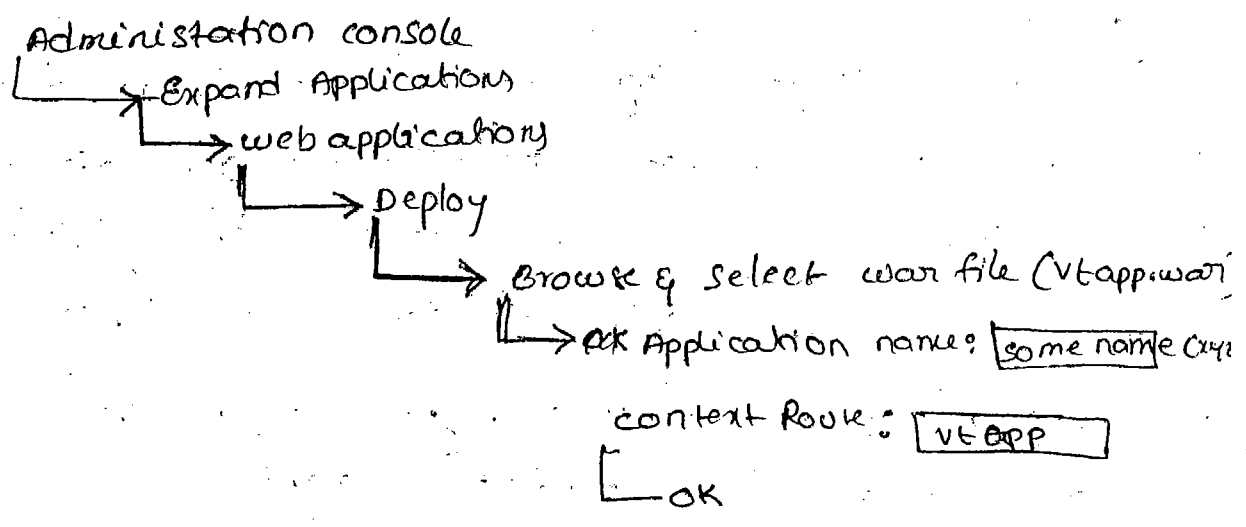 Administation console
Expand Applications
web applications
Deploy
Browse & select war file (vtapp.war
OK Application name: some name (xyz
context Route: vtapp
OK